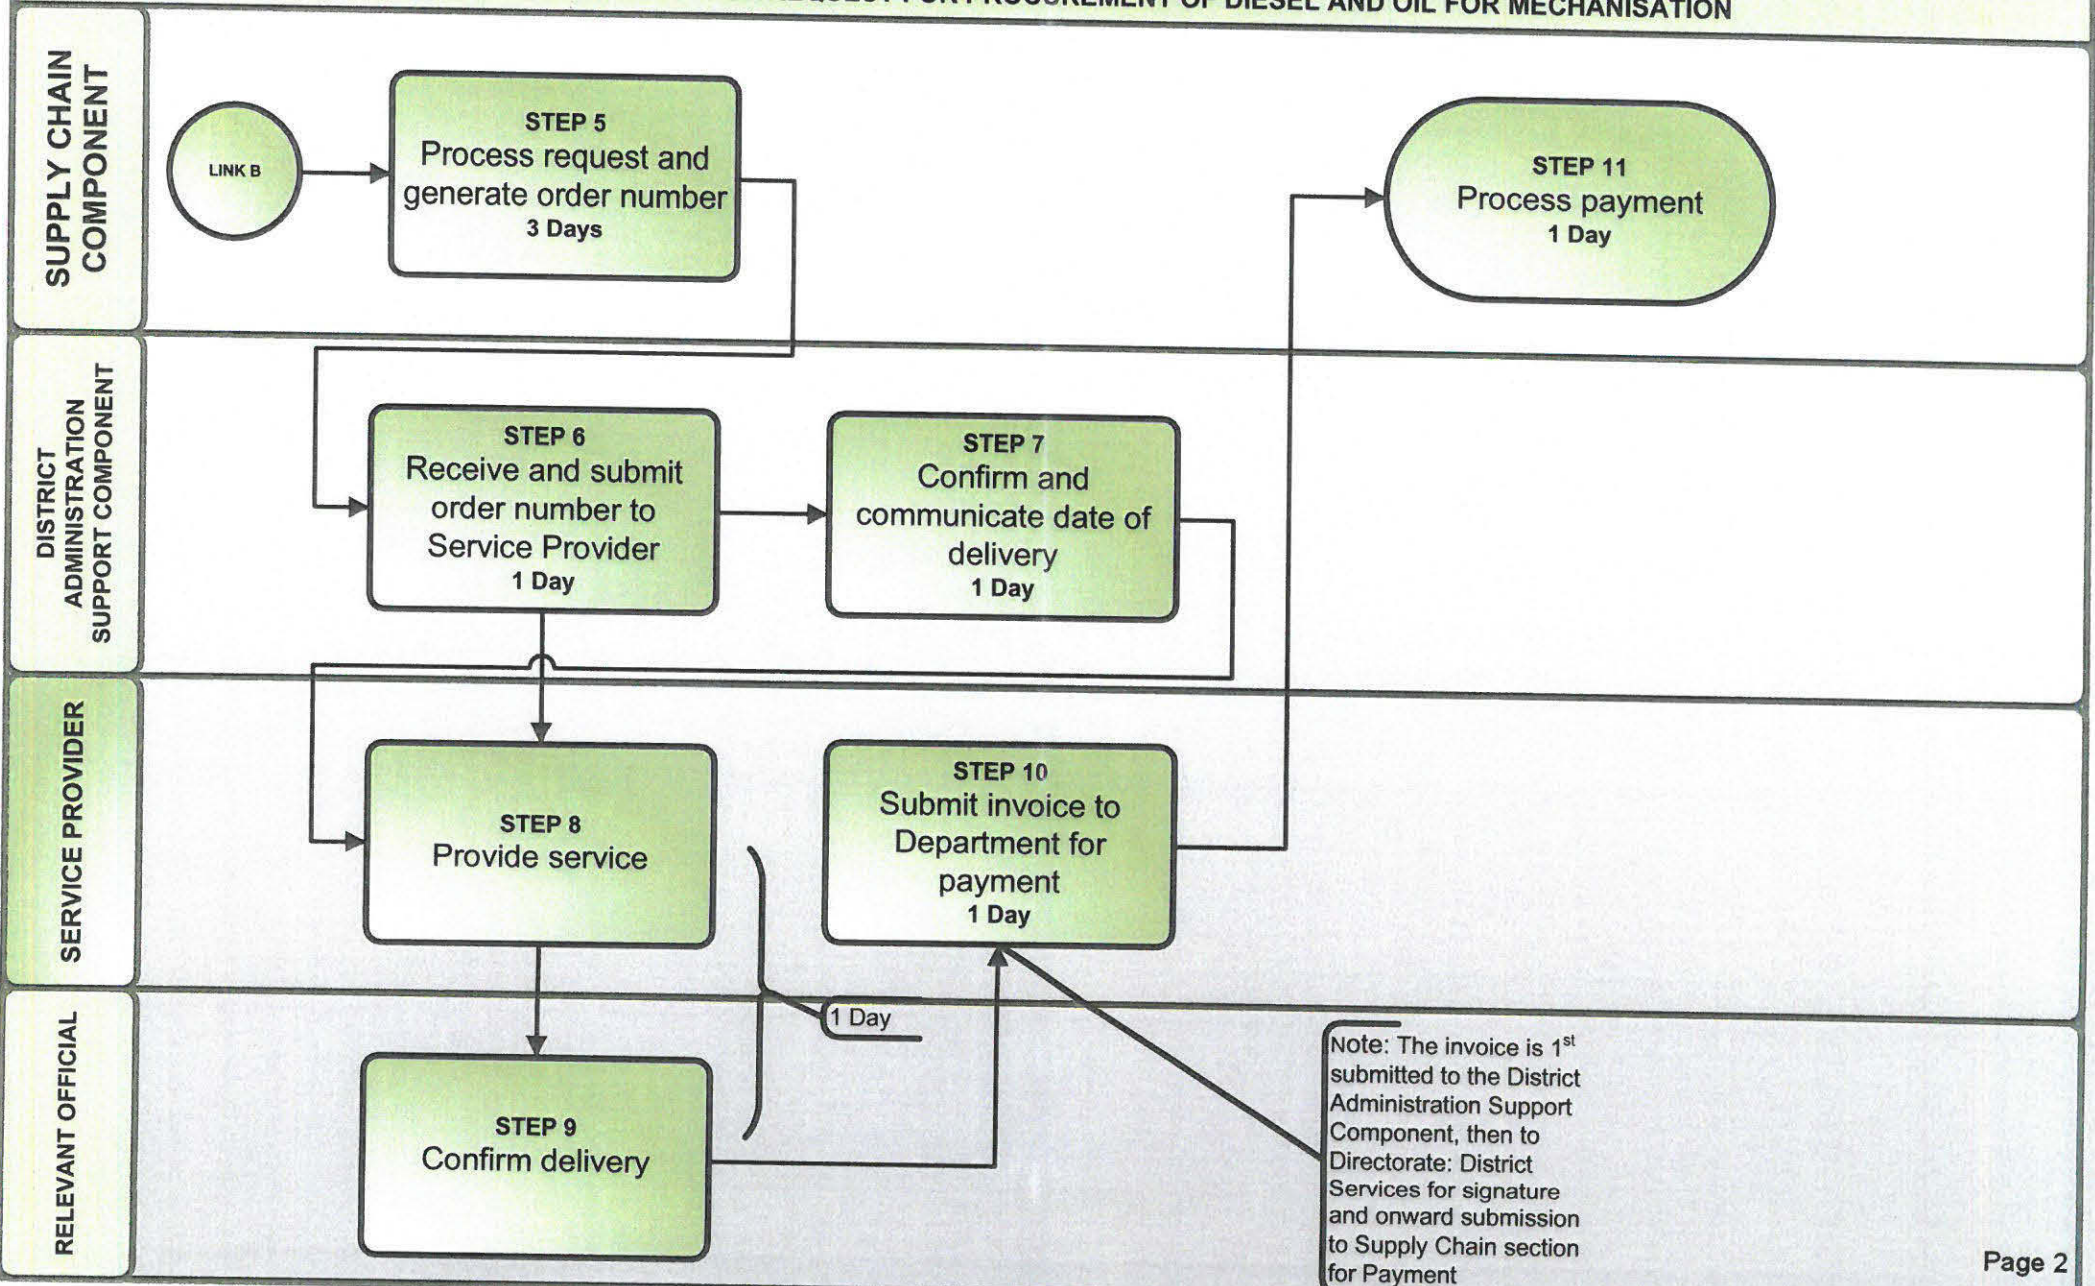 REQUEST FOR PROCUREMENT OF DIESEL AND OIL FOR MECHANISATION
SUPPLY CHAIN
COMPONENT
LINK B
STEP 5
Process request and
generate order number
3 Days
STEP 11
Process payment
1 Day
DISTRICT
ADMINISTRATION
SUPPORT COMPONENT
STEP 6
Receive and submit
order number to
Service Provider
1 Day
STEP 7
Confirm and
communicate date of
delivery
1 Day
SERVICE PROVIDER
STEP 8
Provide service
STEP 10
Submit invoice to
Department for
payment
1 Day
1 Day
RELEVANT OFFICIAL
STEP 9
Confirm delivery
Note: The invoice is 1st
submitted to the District
Administration Support
Component, then to
Directorate: District
Services for signature
and onward submission
to Supply Chain section
for Payment
Page 2